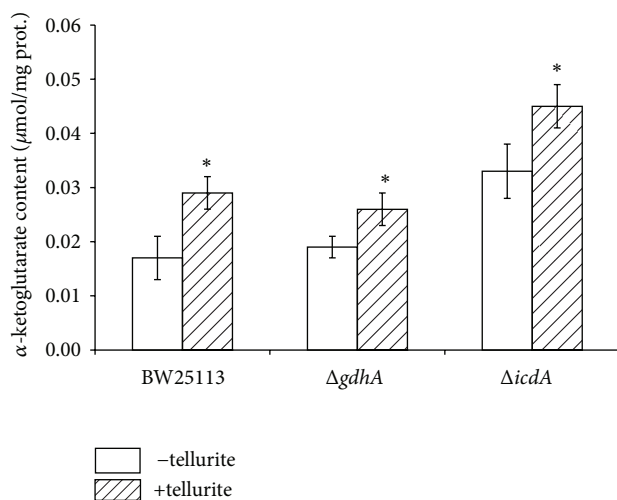 α-ketoglutarate content (μmol/mg prot.)
0.06
0.05
0.04
0.03
0.02
0.01
0.00
*
*
*
BW25113 ΔgdhA ΔicdA
−tellurite
+tellurite